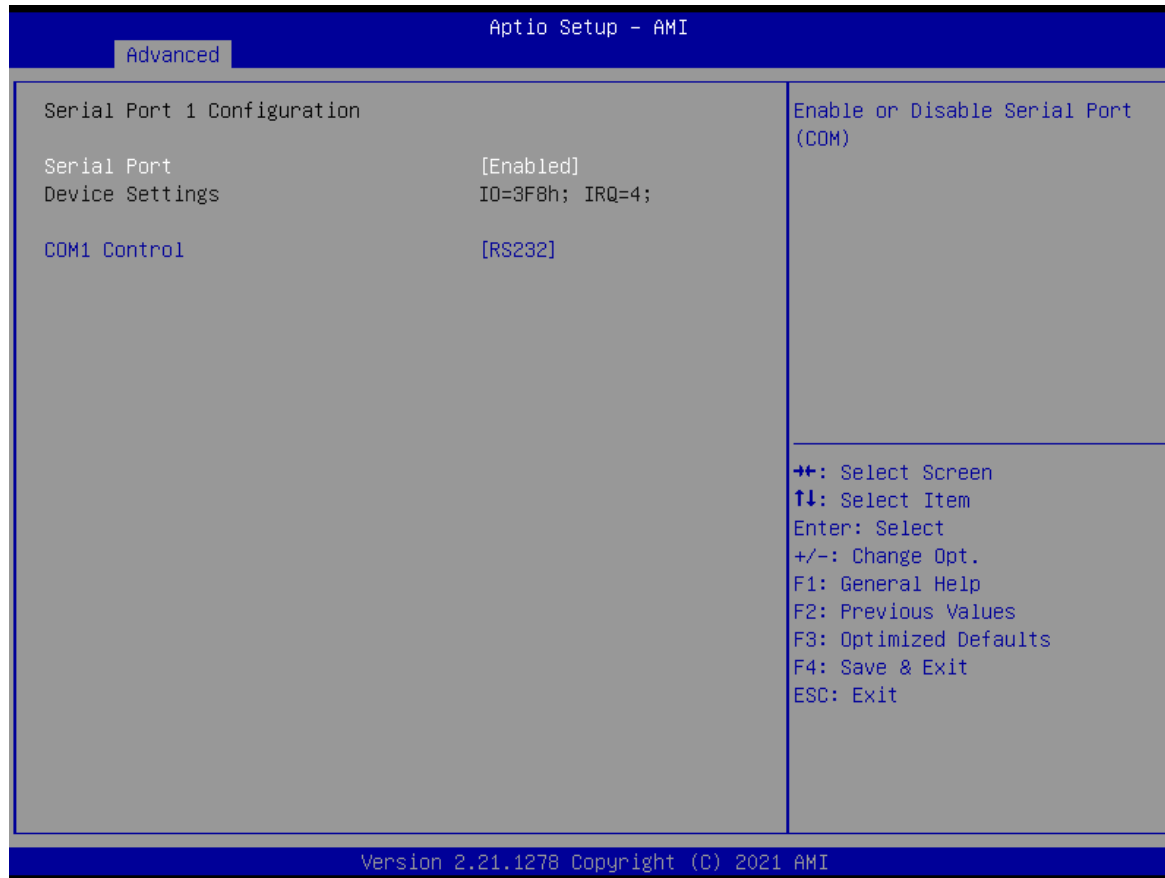 Aptio Setup – AMI
Advanced
Serial Port 1 Configuration
Serial Port [Enabled]
Device Settings IO=3F8h; IRQ=4;
COM1 Control [RS232]
Enable or Disable Serial Port
(COM)
→←: Select Screen
↑↓: Select Item
Enter: Select
+/-: Change Opt.
F1: General Help
F2: Previous Values
F3: Optimized Defaults
F4: Save & Exit
ESC: Exit
Version 2.21.1278 Copyright (C) 2021 AMI